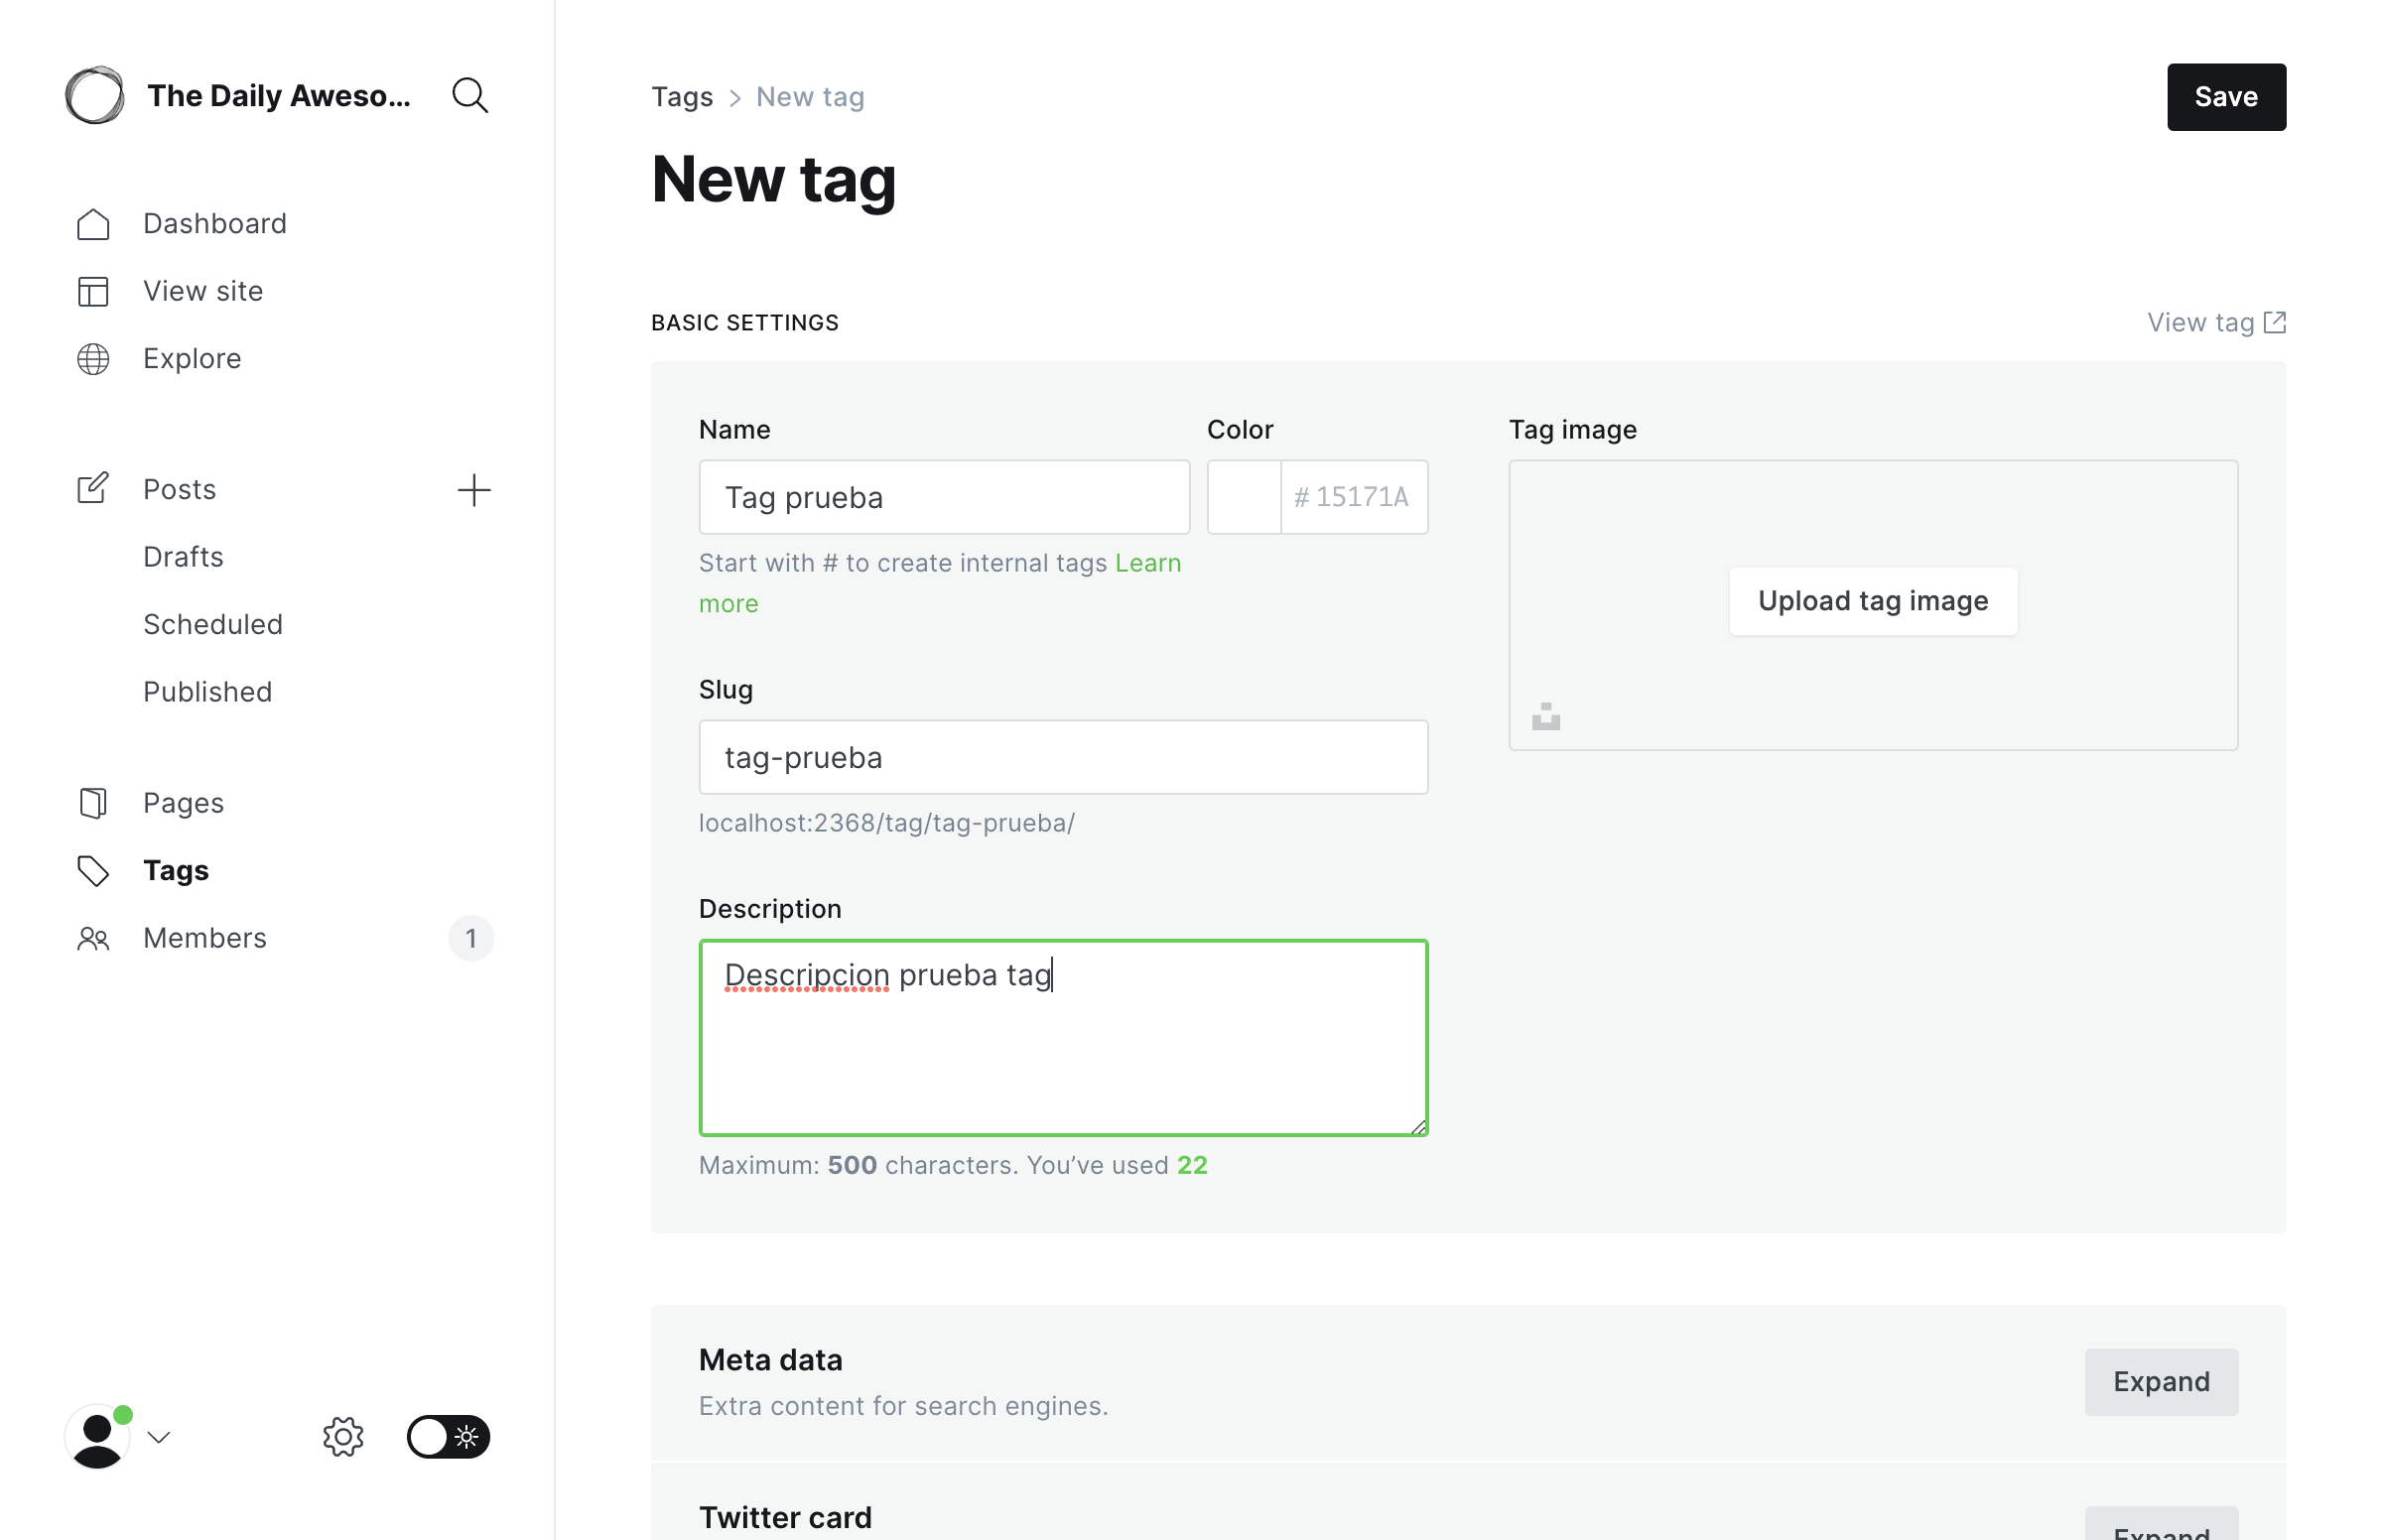 The Daily Aweso...
Dashboard
View site
Explore
Posts
Drafts
Scheduled
Published
Pages
Tags
Members 1
Tags > New tag
Save
New tag
BASIC SETTINGS
View tag
Name
Tag prueba
Start with # to create internal tags Learn
more
Color
# 15171A
Slug
tag-prueba
localhost:2368/tag/tag-prueba/
Description
Descripcion prueba tag
Maximum: 500 characters. You’ve used 22
Tag image
Upload tag image
Meta data
Extra content for search engines.
Expand
Twitter card
Expand